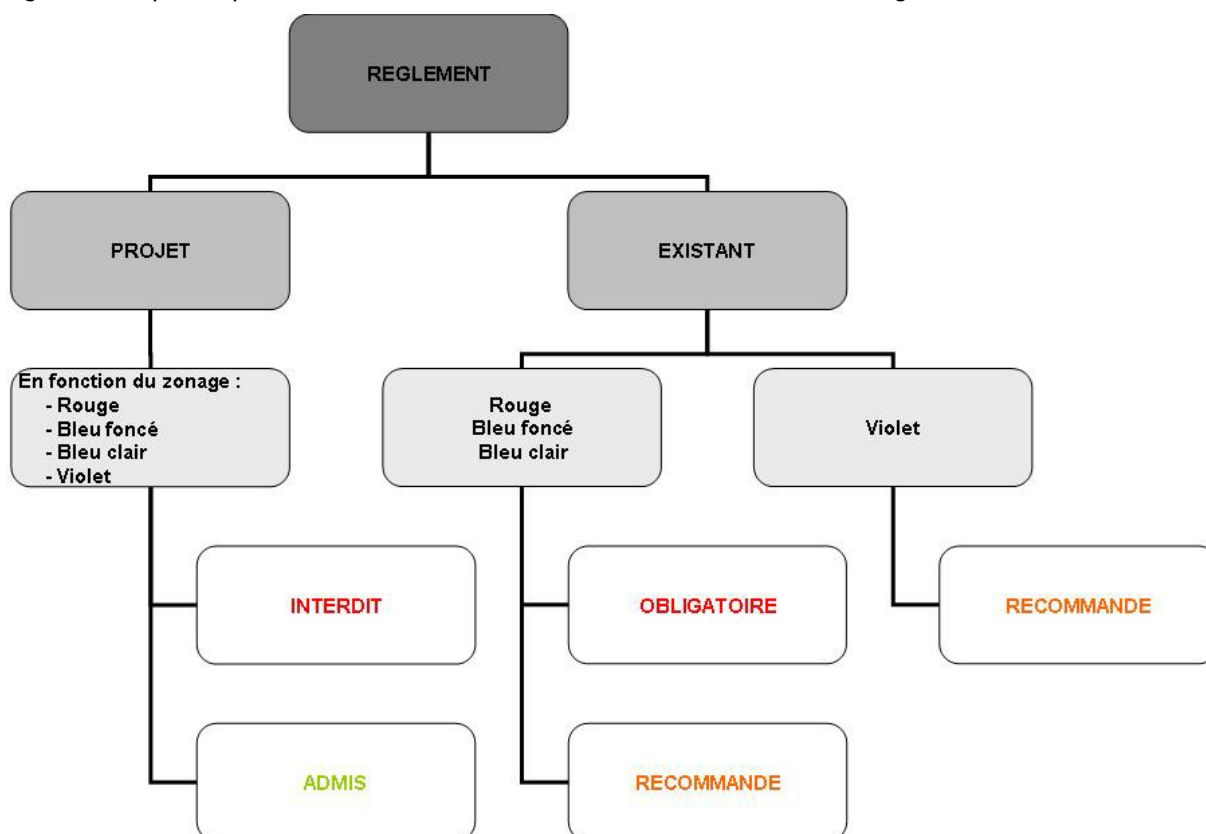 REGLEMENT
PROJET
EXISTANT
En fonction du zonage :
- Rouge
- Bleu foncé
- Bleu clair
- Violet
Rouge
Bleu foncé
Bleu clair
Violet
INTERDIT
OBLIGATOIRE
RECOMMANDE
ADMIS
RECOMMANDE